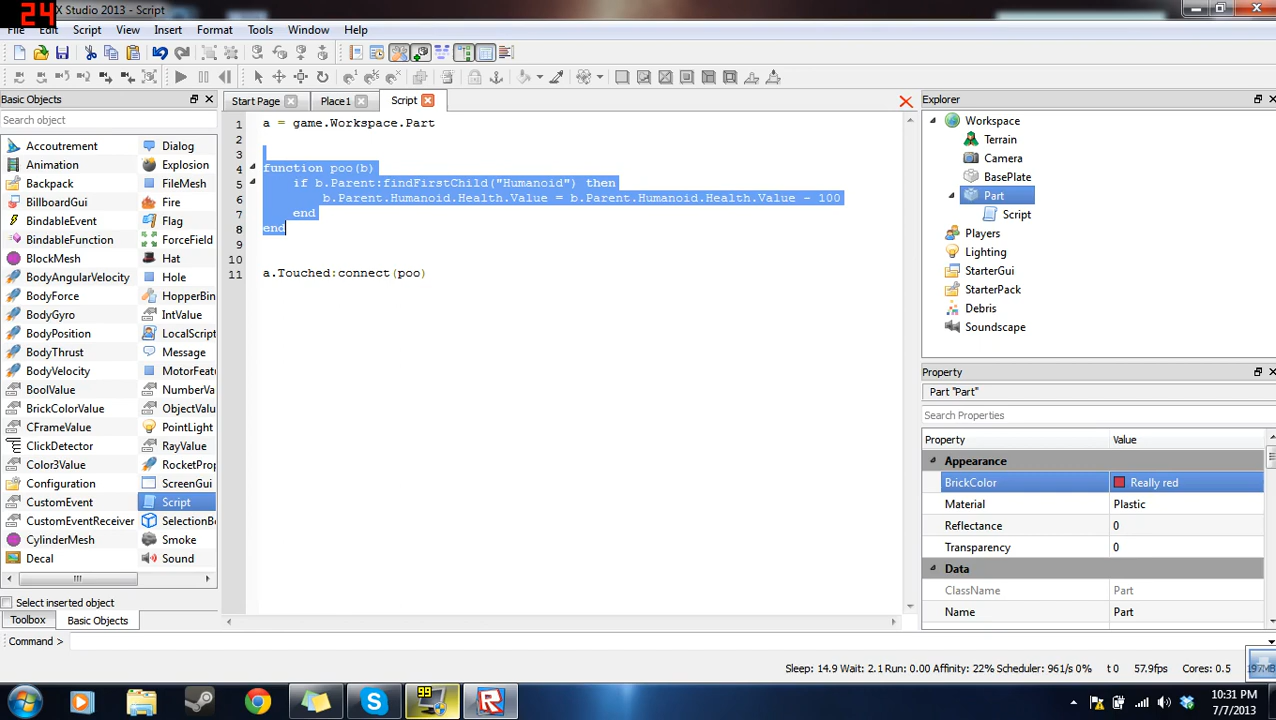 24
X Studio 2013 - Script
File Edit Script View Insert Format Tools Window Help
Basic Objects
Search object
Accoutrement Dialog
Animation Explosion
Backpack FileMesh
BillboardGui Fire
BindableEvent Flag
BindableFunction ForceField
BlockMesh Hat
BodyAngularVelocity Hole
BodyForce HopperBin
BodyGyro IntValue
BodyPosition LocalScript
BodyThrust Message
BodyVelocity MotorFeatu
BoolValue NumberVa
BrickColorValue ObjectValu
CFrameValue PointLight
ClickDetector RayValue
Color3Value RocketProp
Configuration ScreenGui
CustomEvent Script
CustomEventReceiver SelectionBo
CylinderMesh Smoke
Decal Sound
Select inserted object
Toolbox Basic Objects
Start Page Place1 Script
1 a = game.Workspace.Part
2
3
4 function poo(b)
5 if b.Parent:findFirstChild("Humanoid") then
6 b.Parent.Humanoid.Health.Value = b.Parent.Humanoid.Health.Value - 100
7 end
8 end
9
10
11 a.Touched:connect(poo)
Explorer
Workspace
Terrain
Camera
BasePlate
Part
Script
Players
Lighting
StarterGui
StarterPack
Debris
Soundscape
Property
Part "Part"
Search Properties
Property Value
Appearance
BrickColor Really red
Material Plastic
Reflectance 0
Transparency 0
Data
ClassName Part
Name Part
Command >
Sleep: 14.9 Wait: 2.1 Run: 0.00 Affinity: 22% Scheduler: 961/s 0% t 0 57.9fps Cores: 0.5 197MB
99
10:31 PM
7/7/2013